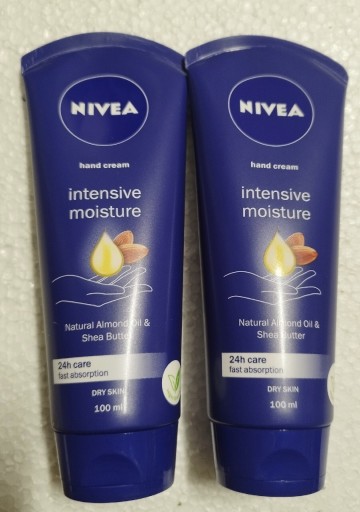 NIVEA
hand cream
intensive
moisture
Natural Almond Oil &
Shea Butter
24h care
fast absorption
DRY SKIN
100 ml
NIVEA
hand cream
intensive
moisture
Natural Almond Oil &
Shea Butter
24h care
fast absorption
DRY SKIN
100 ml